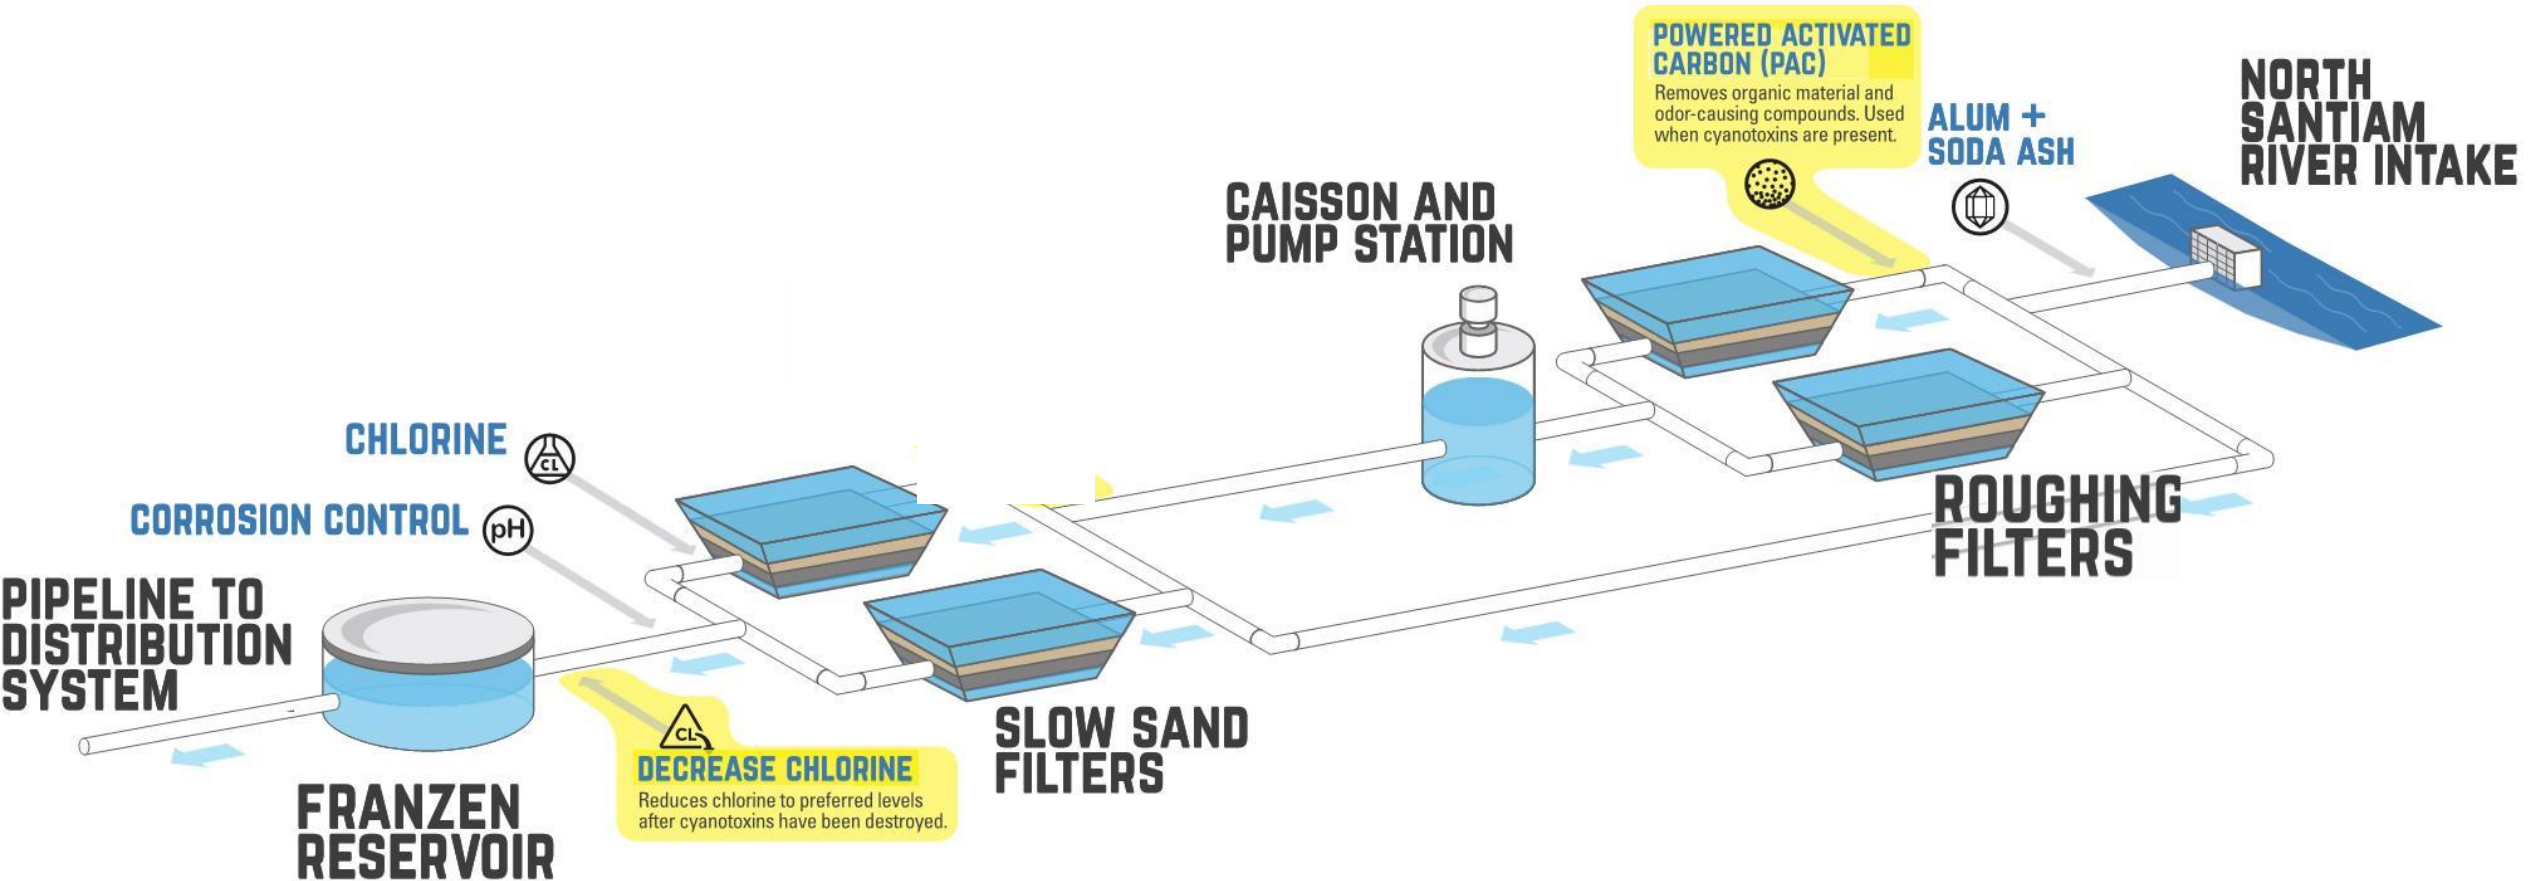 POWERED ACTIVATED
CARBON (PAC)
Removes organic material and
odor-causing compounds. Used
when cyanotoxins are present.
ALUM +
SODA ASH
NORTH
SANTIAM
RIVER INTAKE
CAISSON AND
PUMP STATION
ROUGHING
FILTERS
CHLORINE
CL
CORROSION CONTROL
pH
PIPELINE TO
DISTRIBUTION
SYSTEM
CL
DECREASE CHLORINE
Reduces chlorine to preferred levels
after cyanotoxins have been destroyed.
SLOW SAND
FILTERS
FRANZEN
RESERVOIR